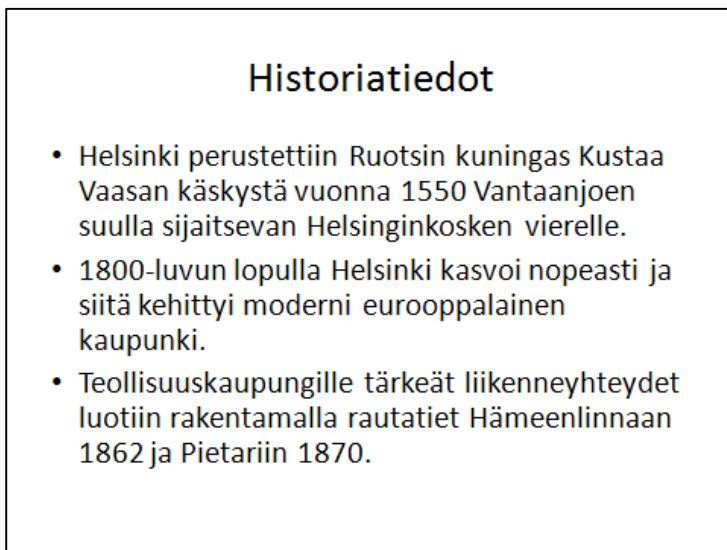 Historiatiedot
• Helsinki perustettiin Ruotsin kuningas Kustaa
Vaasan käskystä vuonna 1550 Vantaanjoen
suulla sijaitsevan Helsinginkosken vierelle.
• 1800-luvun lopulla Helsinki kasvoi nopeasti ja
siitä kehittyi moderni eurooppalainen
kaupunki.
• Teollisuuskaupungille tärkeät liikenneyhteydet
luotiin rakentamalla rautatiet Hämeenlinnaan
1862 ja Pietariin 1870.